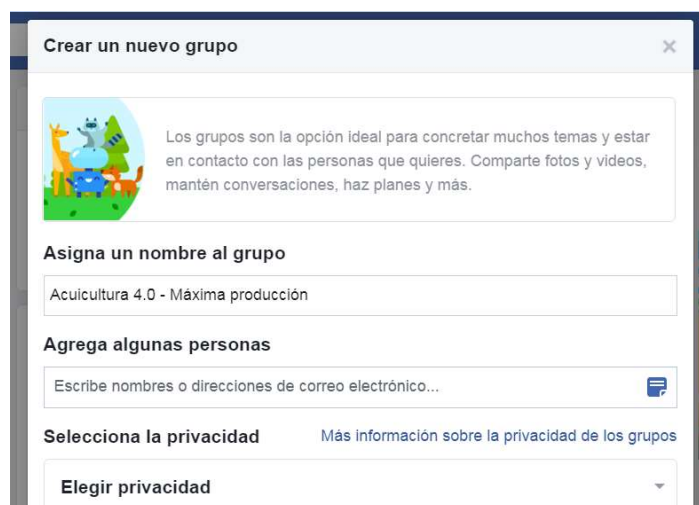 Crear un nuevo grupo
Los grupos son la opción ideal para concretar muchos temas y estar
en contacto con las personas que quieres. Comparte fotos y videos,
mantén conversaciones, haz planes y más.
Asigna un nombre al grupo
Acuicultura 4.0 - Máxima producción
Agrega algunas personas
Escribe nombres o direcciones de correo electrónico...
Selecciona la privacidad Más información sobre la privacidad de los grupos
Elegir privacidad